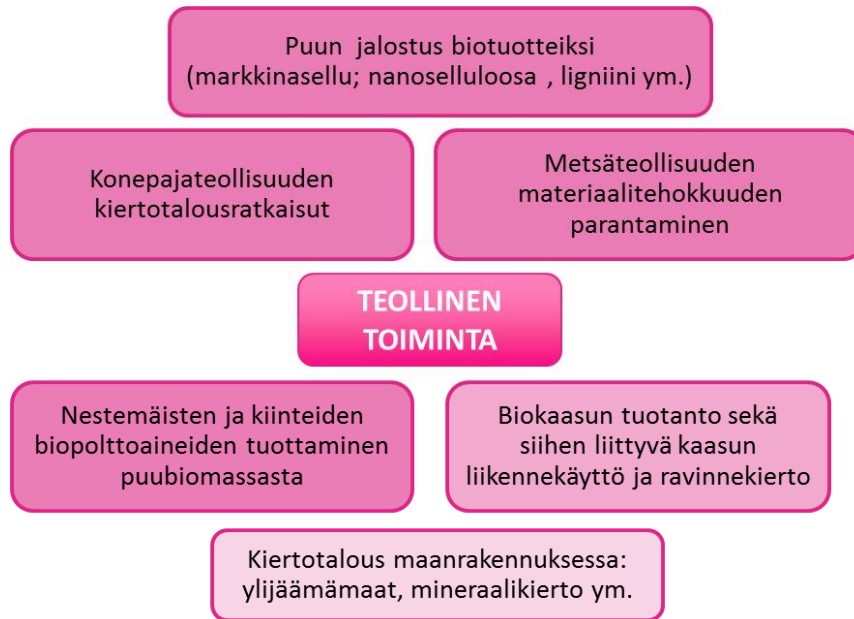 Puun jalostus biotuotteiksi
(markkinasellu; nanoselluloosa , ligniini ym.)
Konepajateollisuuden
kiertotalousratkaisut
Metsäteollisuuden
materiaalitehokkuuden
parantaminen
TEOLLINEN
TOIMINTA
Nestemäisten ja kiinteiden
biopolttoaineiden tuottaminen
puubiomassasta
Biokaasun tuotanto sekä
siihen liittyvä kaasun
liikennekäyttö ja ravinnekierto
Kiertotalous maanrakennuksessa:
ylijäämämaat, mineraalikierto ym.